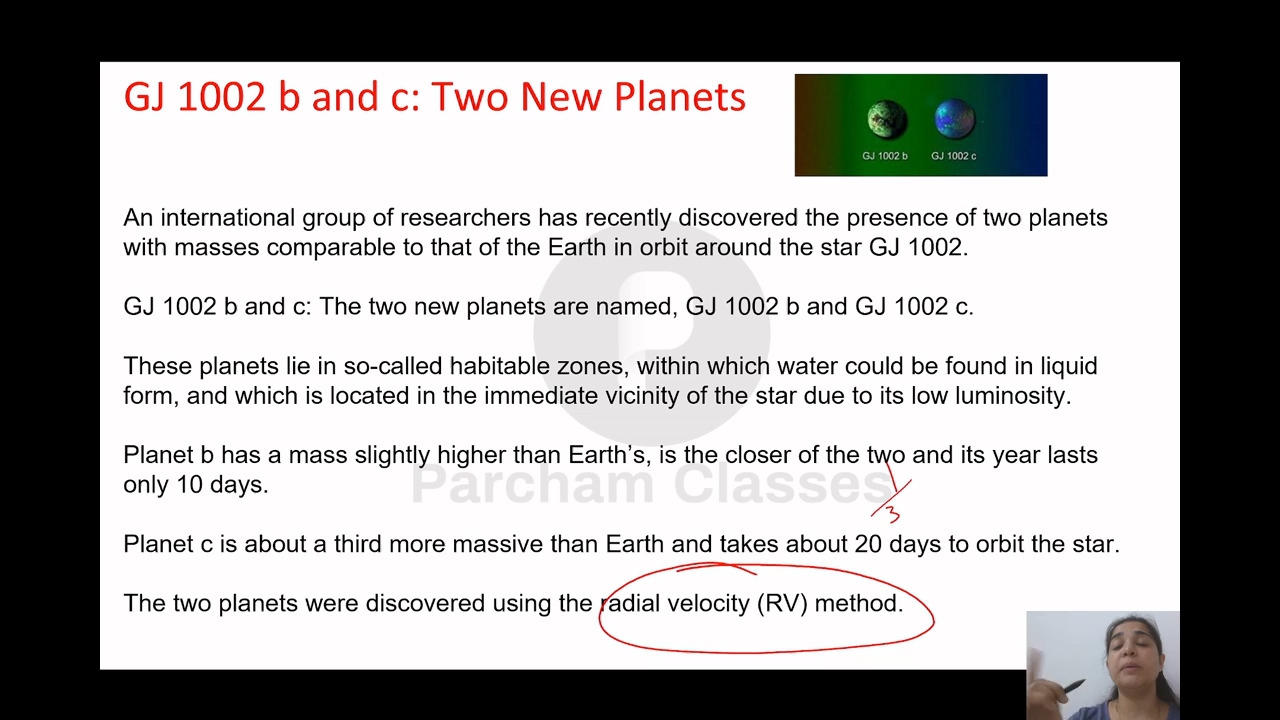 GJ 1002 b and c: Two New Planets
GJ 1002 b
GJ 1002 c
An international group of researchers has recently discovered the presence of two planets
with masses comparable to that of the Earth in orbit around the star GJ 1002.
GJ 1002 b and c: The two new planets are named, GJ 1002 b and GJ 1002 c.
These planets lie in so-called habitable zones, within which water could be found in liquid
form, and which is located in the immediate vicinity of the star due to its low luminosity.
Planet b has a mass slightly higher than Earth’s, is the closer of the two and its year lasts
only 10 days.
Parcham Classes
1/3
Planet c is about a third more massive than Earth and takes about 20 days to orbit the star.
The two planets were discovered using the radial velocity (RV) method.